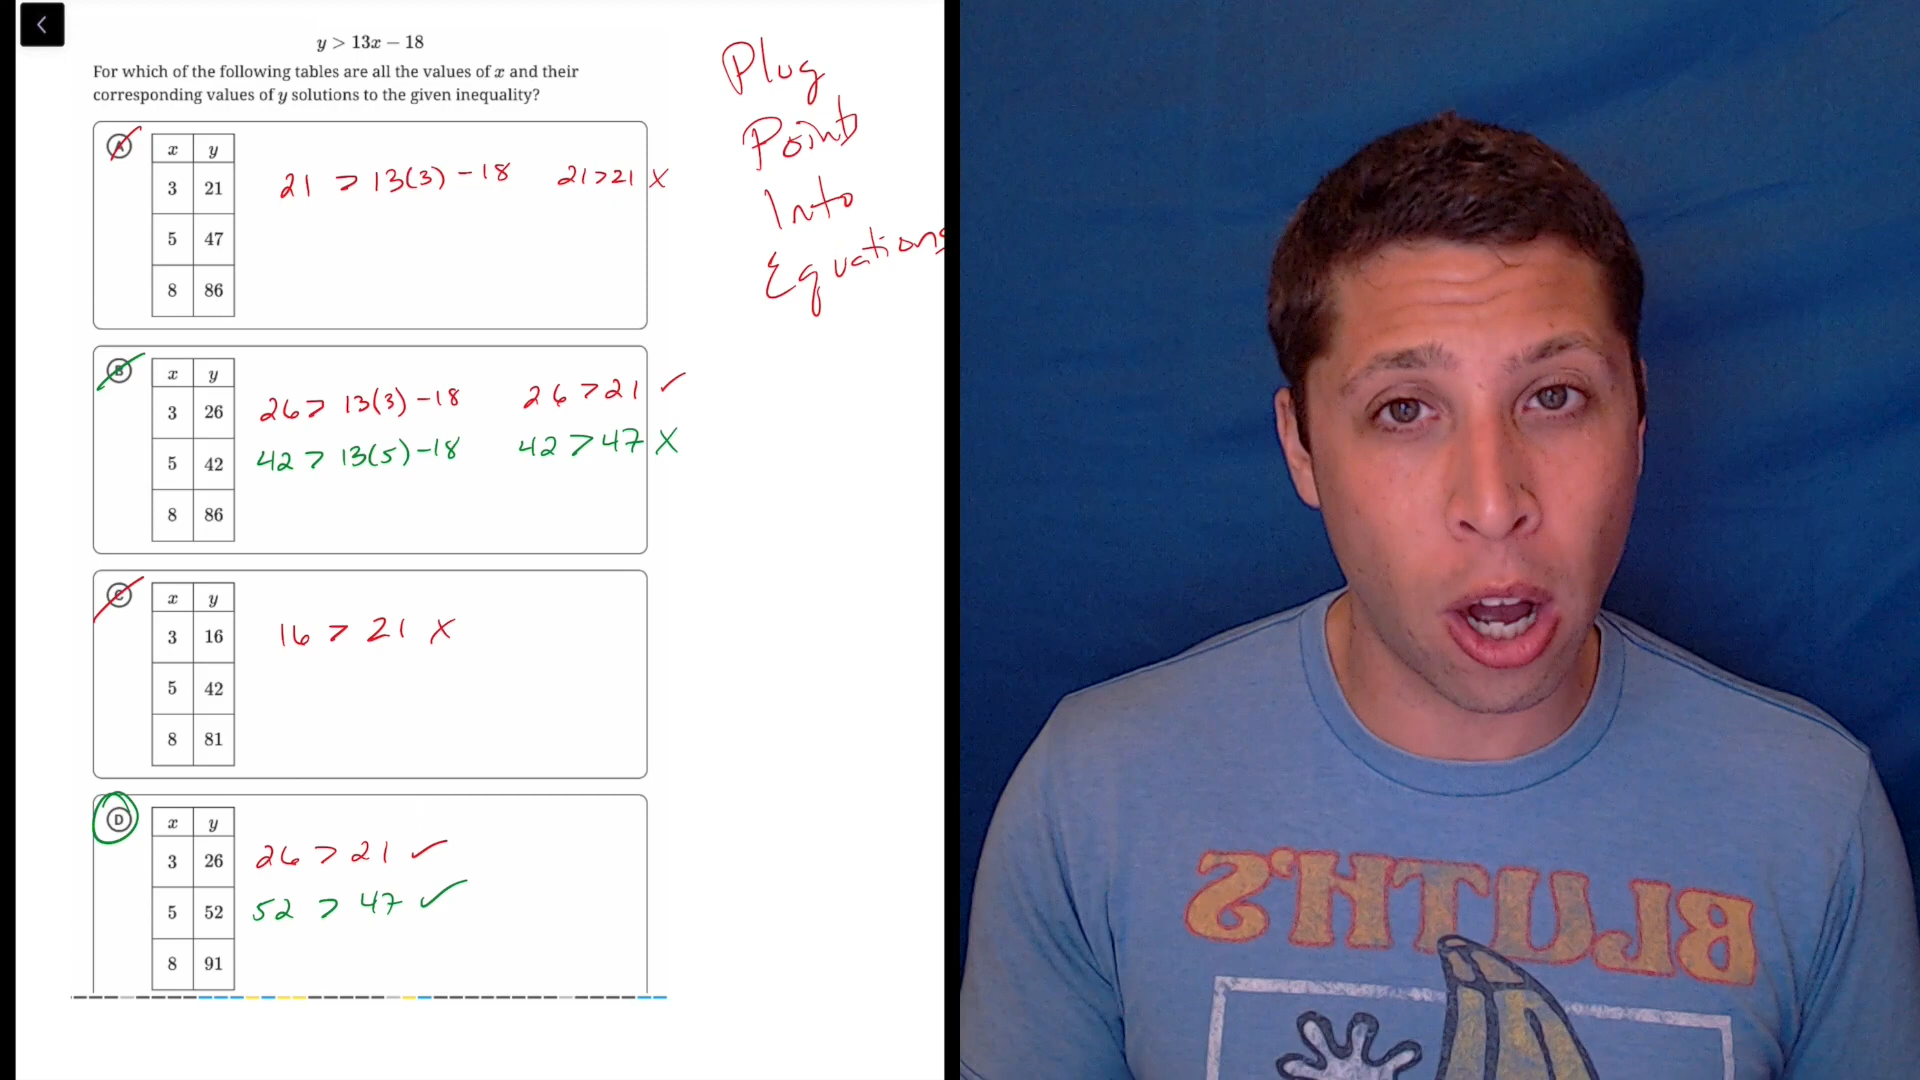 y > 13x – 18
For which of the following tables are all the values of x and their
corresponding values of y solutions to the given inequality?
A
x y
3 21
5 47
8 86
21 > 13(3) - 18 21>21 X
B
x y
3 26
5 42
8 86
26 > 13(3) - 18 26 > 21 ✓
42 > 13(5) - 18 42 > 47 X
C
x y
3 16
5 42
8 81
16 > 21 X
D
x y
3 26
5 52
8 91
26 > 21 ✓
52 > 47 ✓
Plug
Point
Into
Equations
BLUTH'S